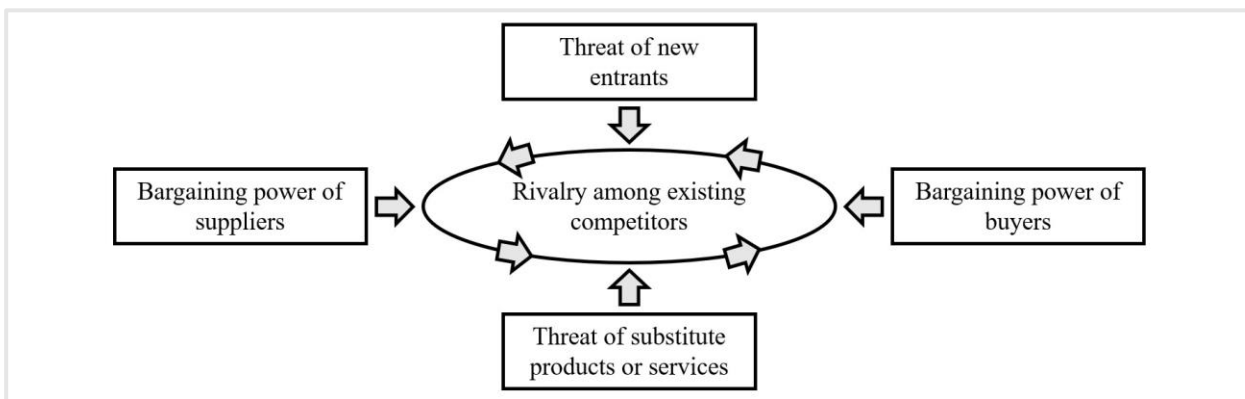 Threat of new
entrants
Bargaining power of
suppliers
Rivalry among existing
competitors
Bargaining power of
buyers
Threat of substitute
products or services